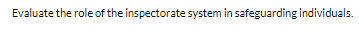 Evaluate the role of the inspectorate system in safeguarding individuals.